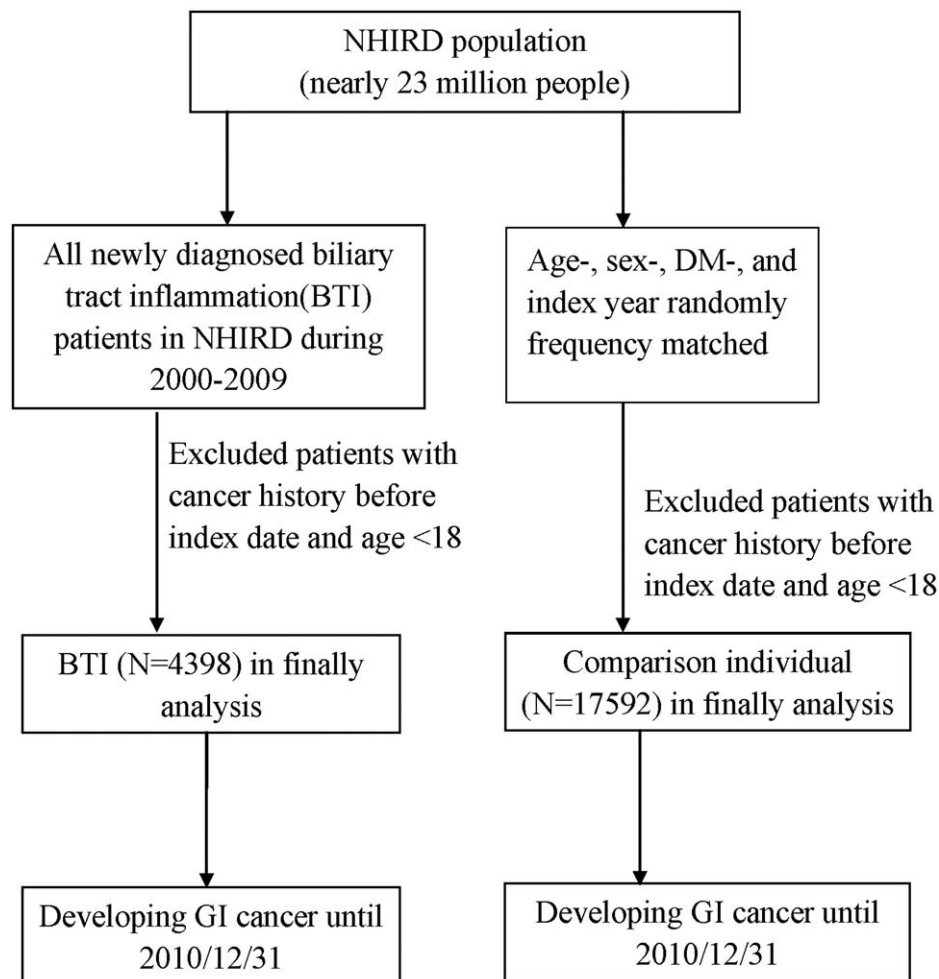 NHIRD population
(nearly 23 million people)
All newly diagnosed biliary
tract inflammation(BTI)
patients in NHIRD during
2000-2009
Age-, sex-, DM-, and
index year randomly
frequency matched
Excluded patients with
cancer history before
index date and age <18
Excluded patients with
cancer history before
index date and age <18
BTI (N=4398) in finally
analysis
Comparison individual
(N=17592) in finally analysis
Developing GI cancer until
2010/12/31
Developing GI cancer until
2010/12/31